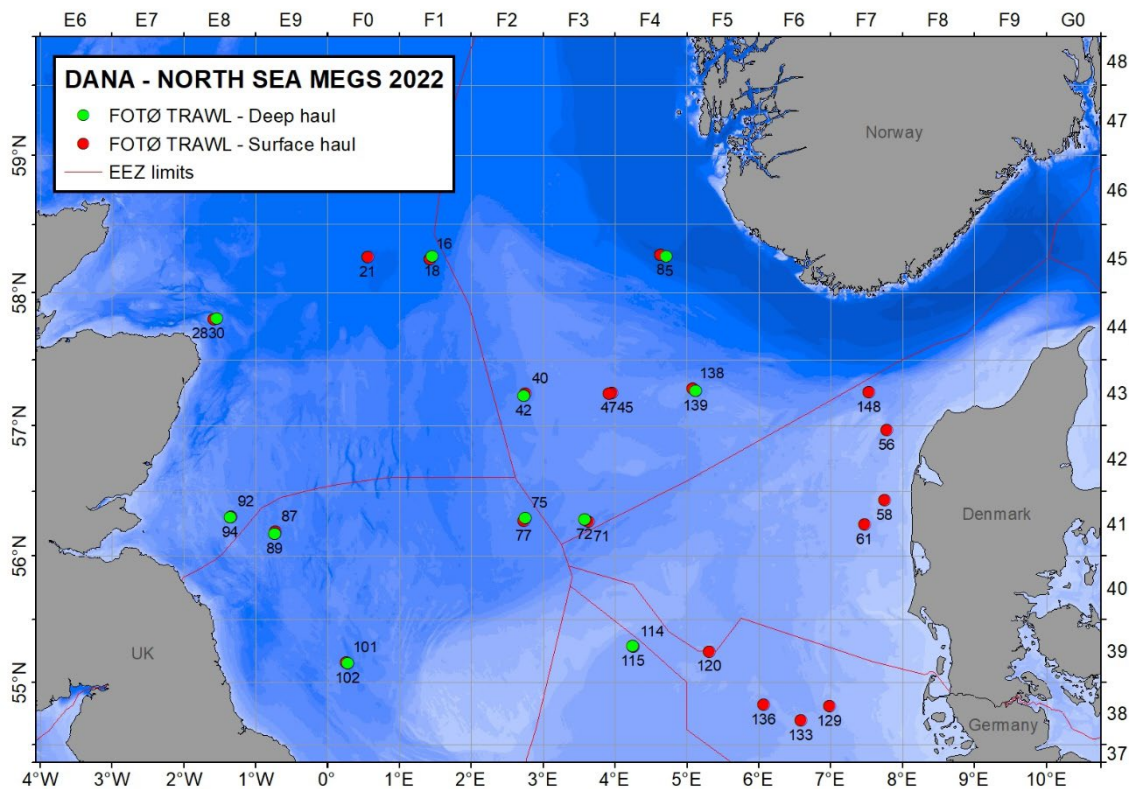 E6 E7 E8 E9 F0 F1 F2 F3 F4 F5 F6 F7 F8 F9 G0
DANA - NORTH SEA MEGS 2022
FOTØ TRAWL - Deep haul
FOTØ TRAWL - Surface haul
EEZ limits
48
47
46
45
44
43
42
41
40
39
38
37
59°N
58°N
57°N
56°N
55°N
Norway
Denmark
Germany
UK
16
21
18
85
2830
40
138
42
4745
139
148
56
58
61
92
87
75
94
89
77
72
71
101
102
114
115
120
136
133
129
4°W 3°W 2°W 1°W 0° 1°E 2°E 3°E 4°E 5°E 6°E 7°E 8°E 9°E 10°E